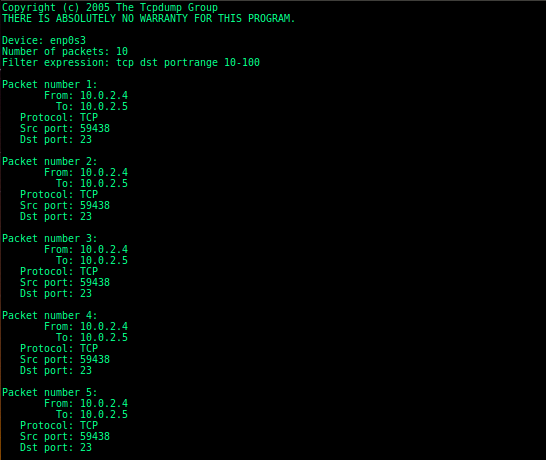 Copyright (c) 2005 The Tcpdump Group
THERE IS ABSOLUTELY NO WARRANTY FOR THIS PROGRAM.
Device: enp0s3
Number of packets: 10
Filter expression: tcp dst portrange 10-100
Packet number 1:
From: 10.0.2.4
To: 10.0.2.5
Protocol: TCP
Src port: 59438
Dst port: 23
Packet number 2:
From: 10.0.2.4
To: 10.0.2.5
Protocol: TCP
Src port: 59438
Dst port: 23
Packet number 3:
From: 10.0.2.4
To: 10.0.2.5
Protocol: TCP
Src port: 59438
Dst port: 23
Packet number 4:
From: 10.0.2.4
To: 10.0.2.5
Protocol: TCP
Src port: 59438
Dst port: 23
Packet number 5:
From: 10.0.2.4
To: 10.0.2.5
Protocol: TCP
Src port: 59438
Dst port: 23